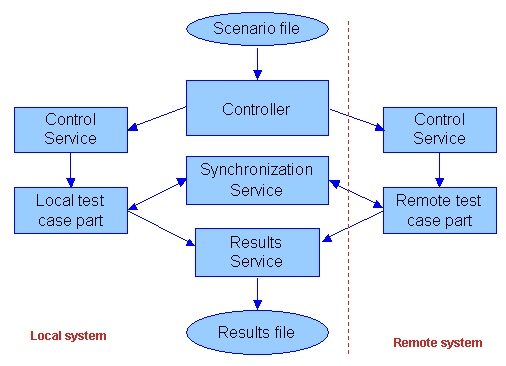 Scenario file
Controller
Control
Service
Control
Service
Synchronization
Service
Local test
case part
Remote test
case part
Results
Service
Results file
Local system
Remote system